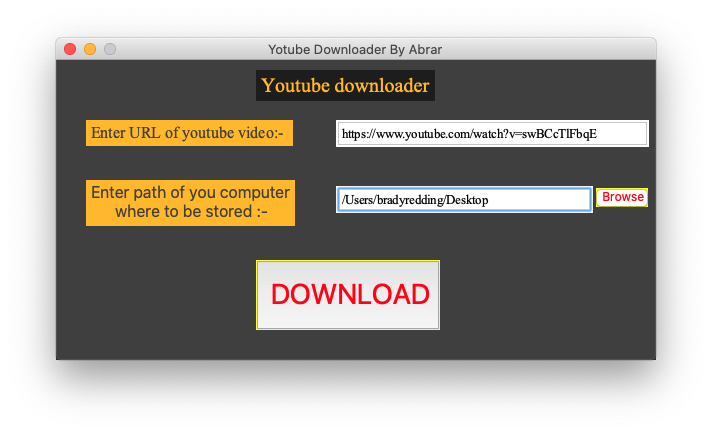 Yotube Downloader By Abrar
Youtube downloader
Enter URL of youtube video:-
https://www.youtube.com/watch?v=swBCcTlFbqE
Enter path of you computer
where to be stored :-
/Users/bradyredding/Desktop
Browse
DOWNLOAD